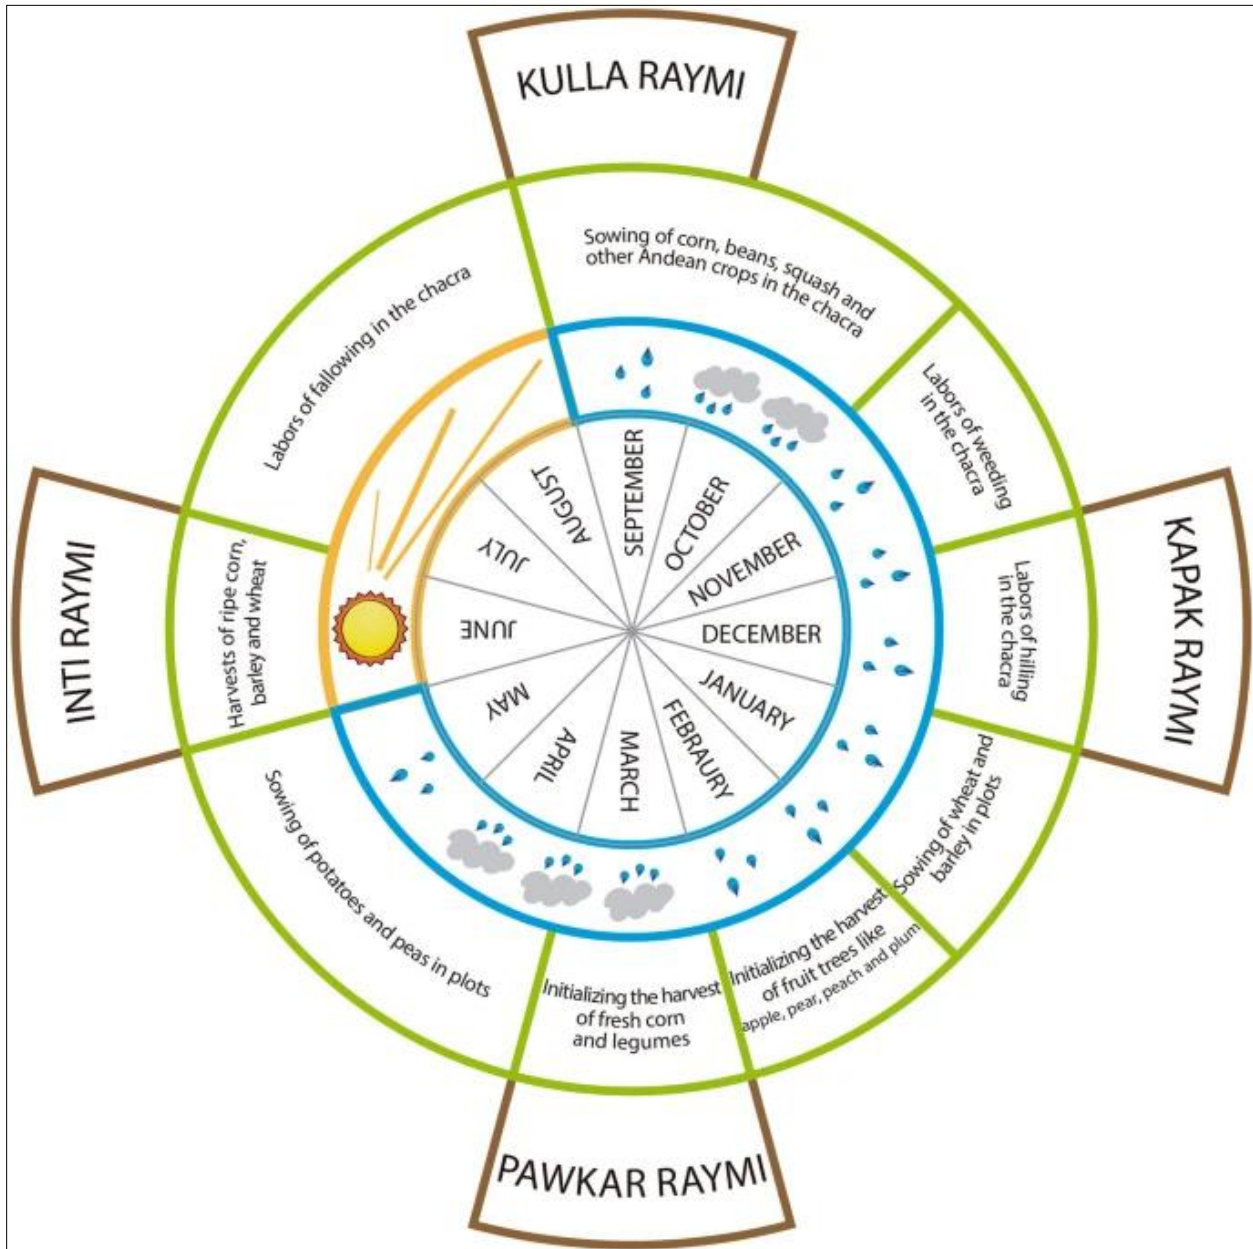 KULLA RAYMI
Sowing of corn, beans, squash and
other Andean crops in the chacra
Labors of weeding
in the chacra
KAPAK RAYMI
Labors of hilling
in the chacra
Sowing of wheat and
barley in plots
Initializing the harvest
of fruit trees like
apple, pear, peach and plum
PAWKAR RAYMI
Initializing the harvest
of fresh corn
and legumes
Sowing of potatoes and peas in plots
INTI RAYMI
Harvests of ripe corn,
barley and wheat
Labors of fallowing in the chacra
SEPTEMBER
OCTOBER
NOVEMBER
DECEMBER
JANUARY
FEBRAURY
MARCH
APRIL
MAY
JUNE
JULY
AUGUST